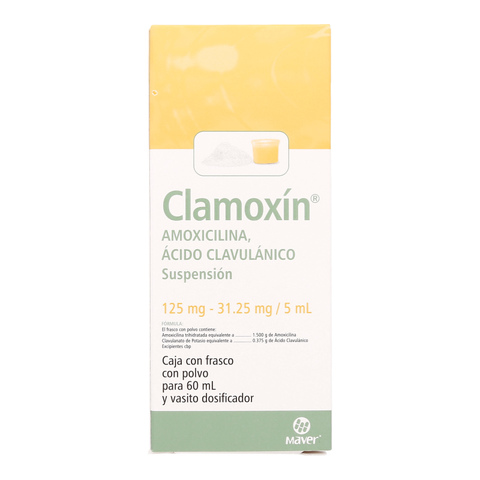 Clamoxín®
AMOXICILINA,
ÁCIDO CLAVULÁNICO
Suspensión
125 mg - 31.25 mg / 5 mL
FÓRMULA:
El frasco con polvo contiene:
Amoxicilina trihidratada equivalente a ............ 1.500 g de Amoxicilina
Clavulanato de Potasio equivalente a ............ 0.375 g de Ácido Clavulánico
Excipientes cbp
Caja con frasco
con polvo
para 60 mL
y vasito dosificador
Maver®